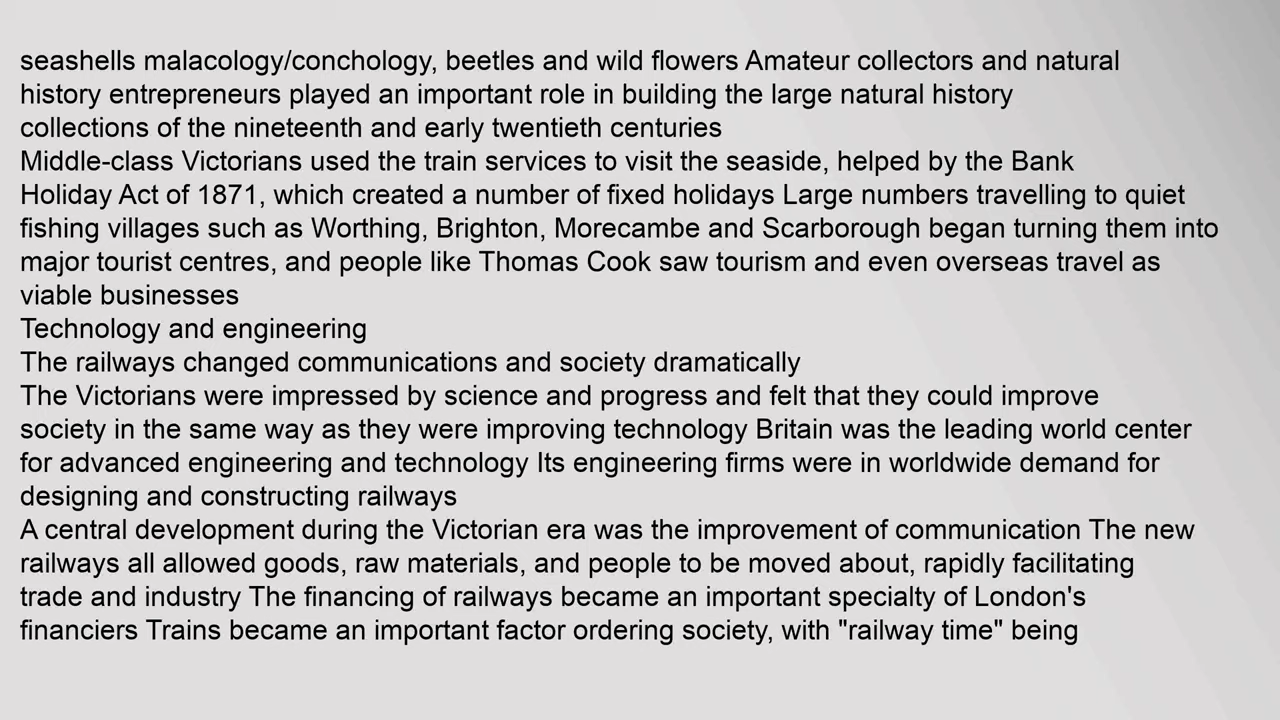 seashells malacology/conchology, beetles and wild flowers Amateur collectors and natural
history entrepreneurs played an important role in building the large natural history
collections of the nineteenth and early twentieth centuries
Middle-class Victorians used the train services to visit the seaside, helped by the Bank
Holiday Act of 1871, which created a number of fixed holidays Large numbers travelling to quiet
fishing villages such as Worthing, Brighton, Morecambe and Scarborough began turning them into
major tourist centres, and people like Thomas Cook saw tourism and even overseas travel as
viable businesses
Technology and engineering
The railways changed communications and society dramatically
The Victorians were impressed by science and progress and felt that they could improve
society in the same way as they were improving technology Britain was the leading world center
for advanced engineering and technology Its engineering firms were in worldwide demand for
designing and constructing railways
A central development during the Victorian era was the improvement of communication The new
railways all allowed goods, raw materials, and people to be moved about, rapidly facilitating
trade and industry The financing of railways became an important specialty of London's
financiers Trains became an important factor ordering society, with "railway time" being